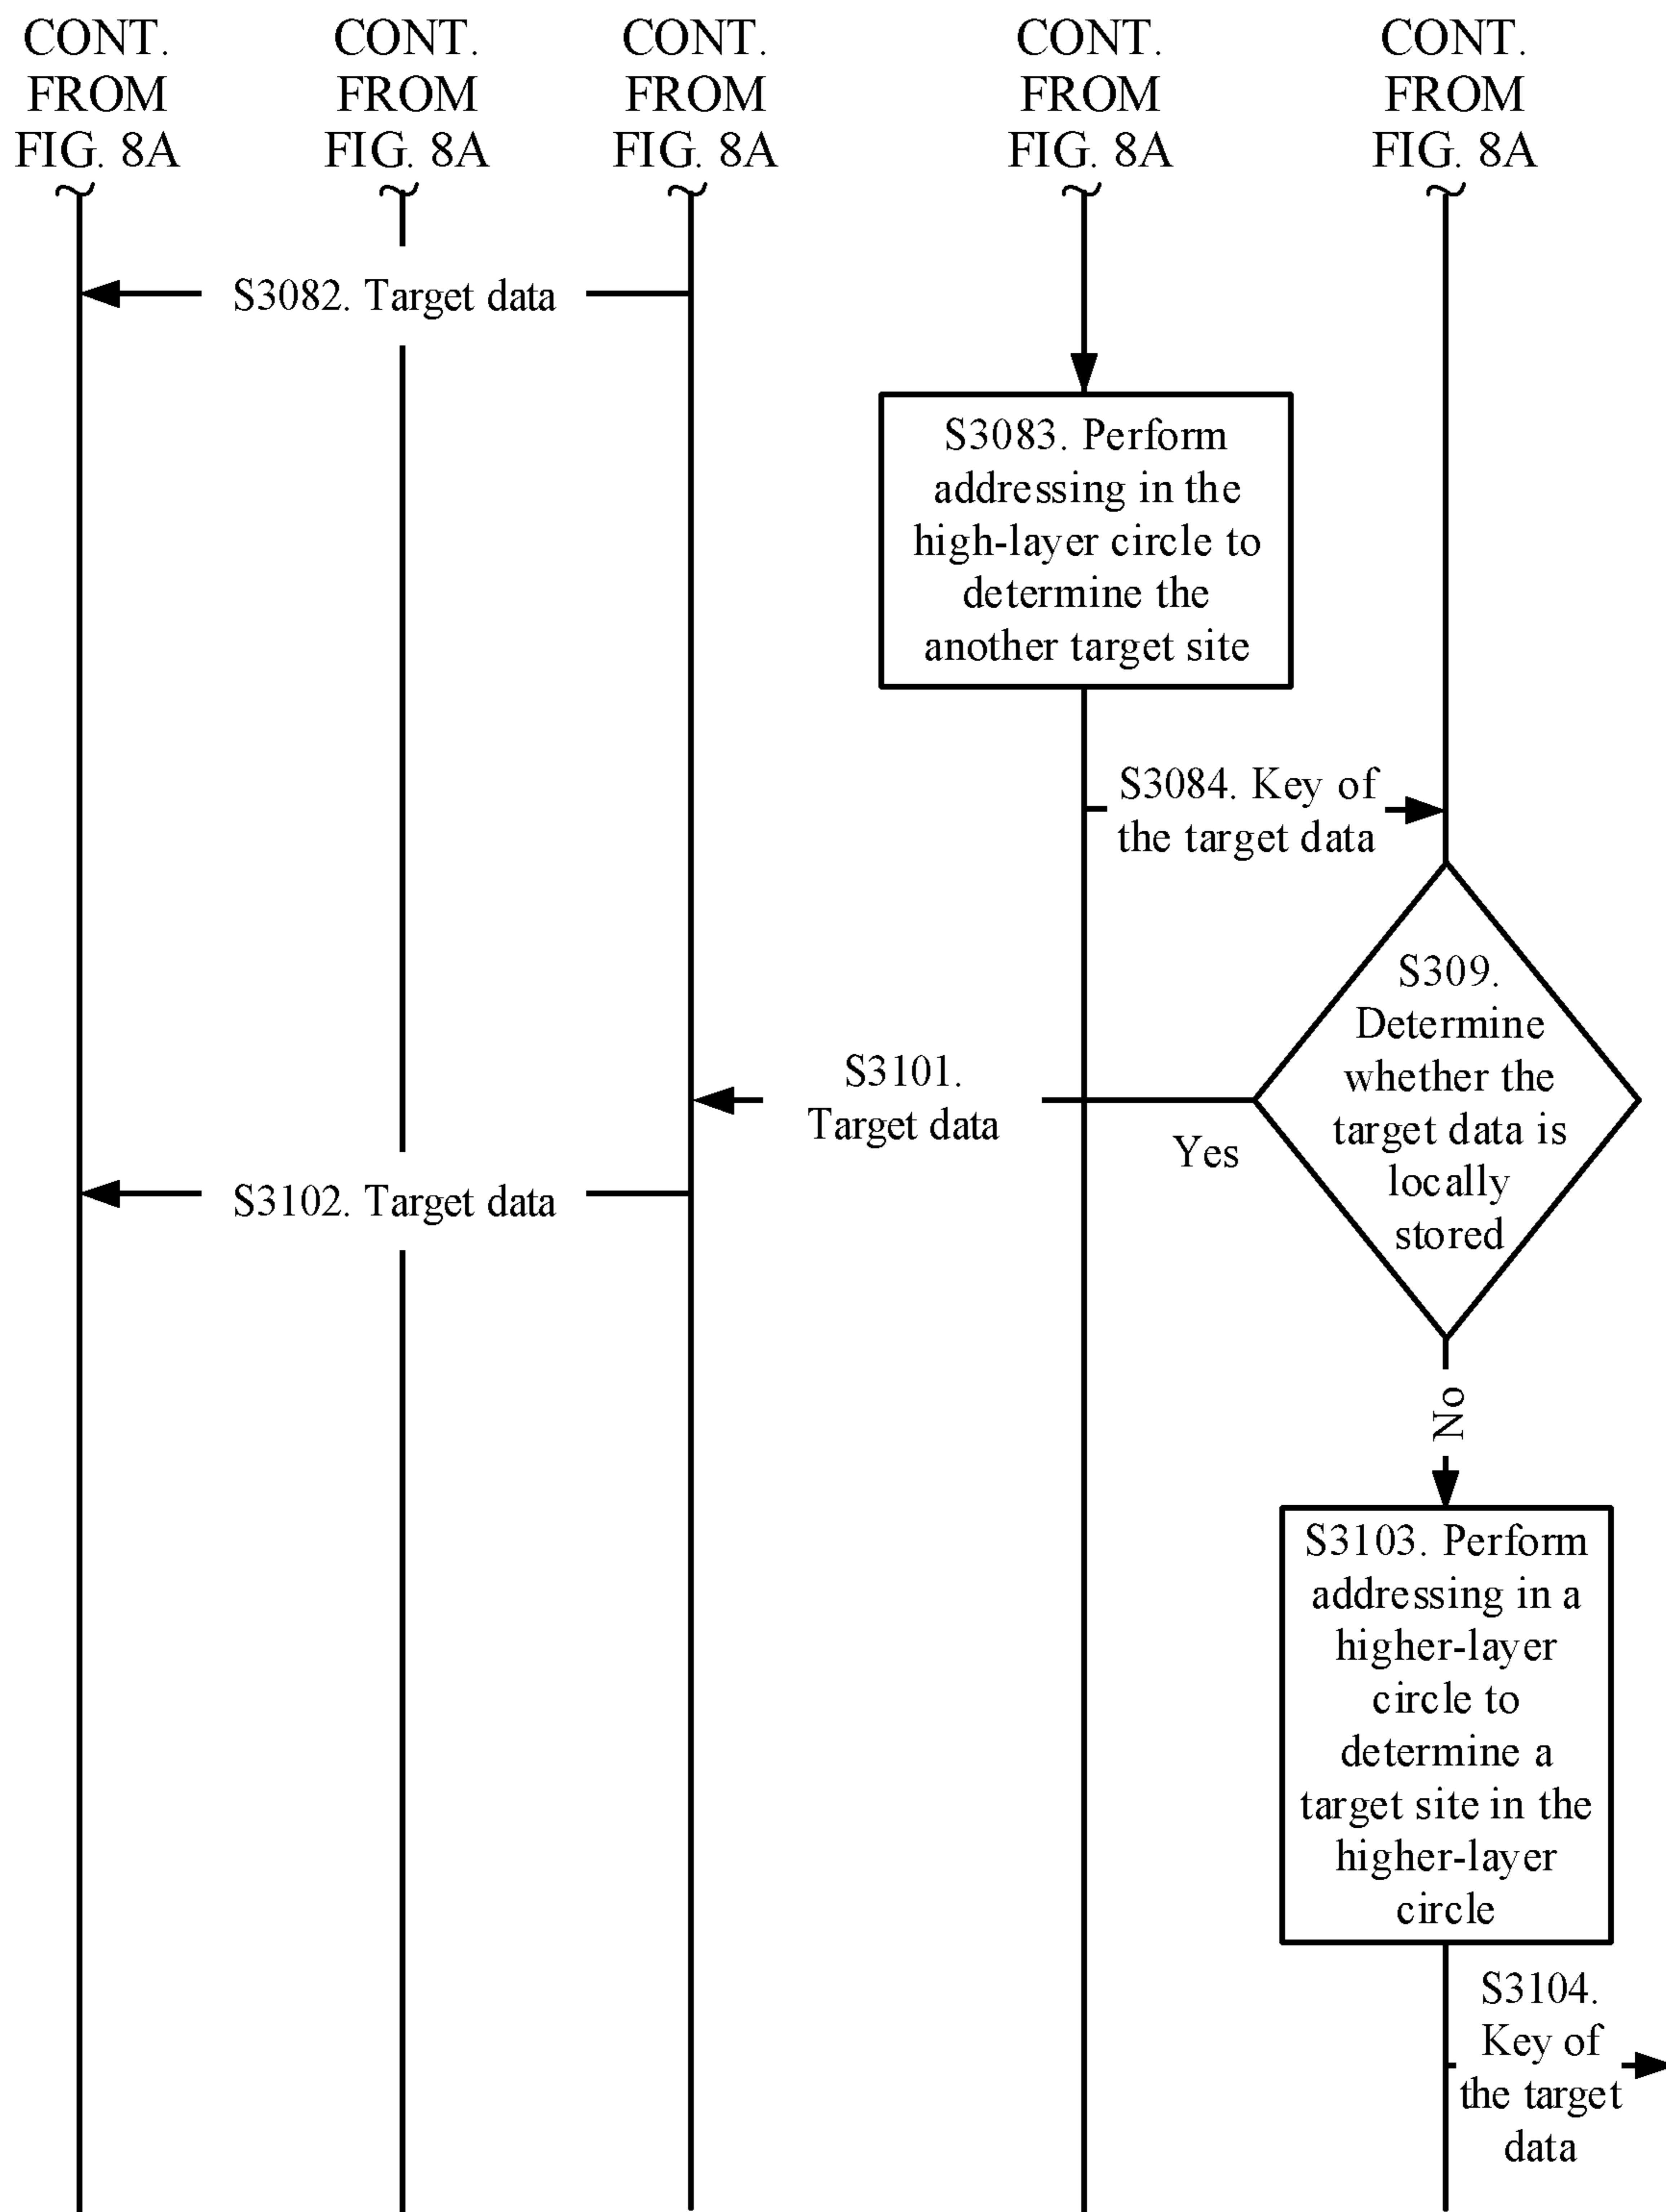 CONT.
FROM
FIG. 8A
CONT.
FROM
FIG. 8A
CONT.
FROM
FIG. 8A
CONT.
FROM
FIG. 8A
CONT.
FROM
FIG. 8A
S3082. Target data
S3083. Perform
addressing in the
high-layer circle to
determine the
another target site
S3084. Key of
the target data
S309.
Determine
whether the
target data is
locally
stored
Yes
S3101.
Target data
S3102. Target data
No
S3103. Perform
addressing in a
higher-layer
circle to
determine a
target site in the
higher-layer
circle
S3104.
Key of
the target
data